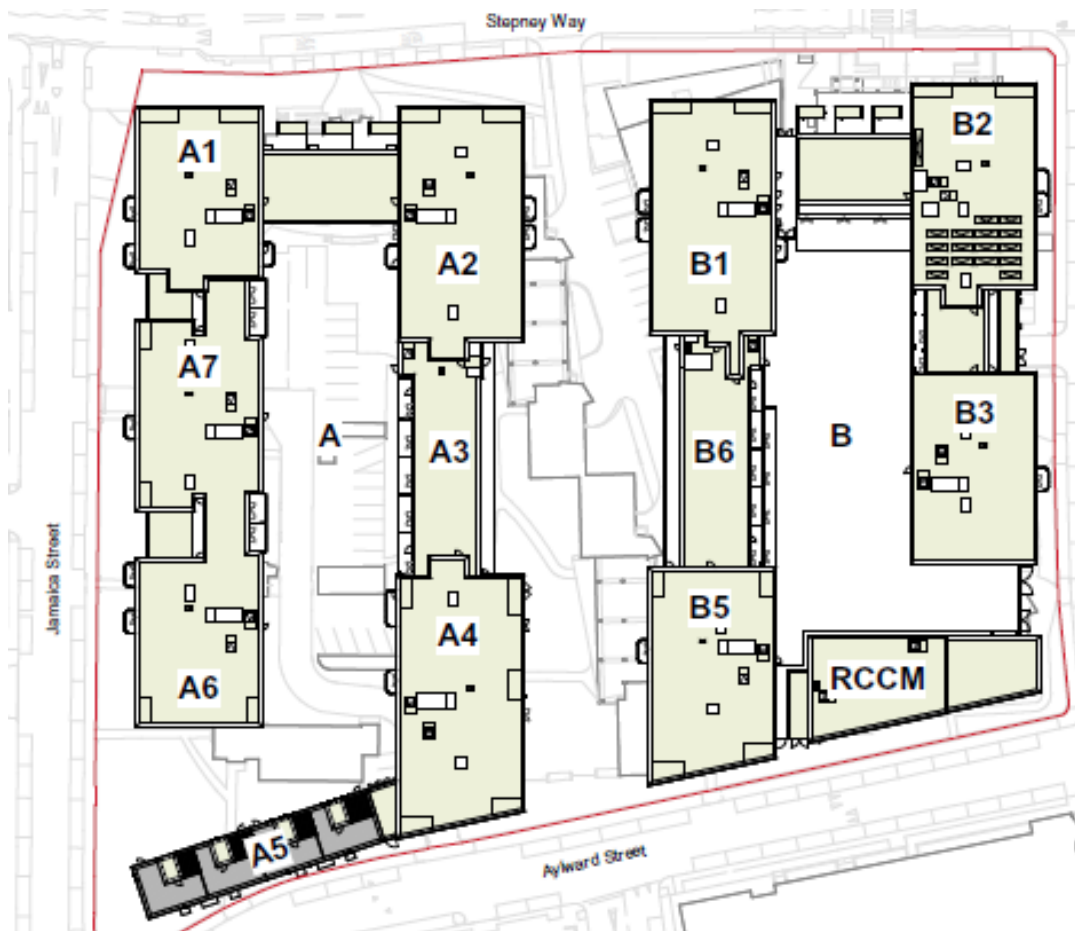 Stepney Way
B2
A1
B1
A2
A7
B3
A
A3
B6
B
Jamaica Street
B5
A4
RCCM
A6
A5
Aylward Street